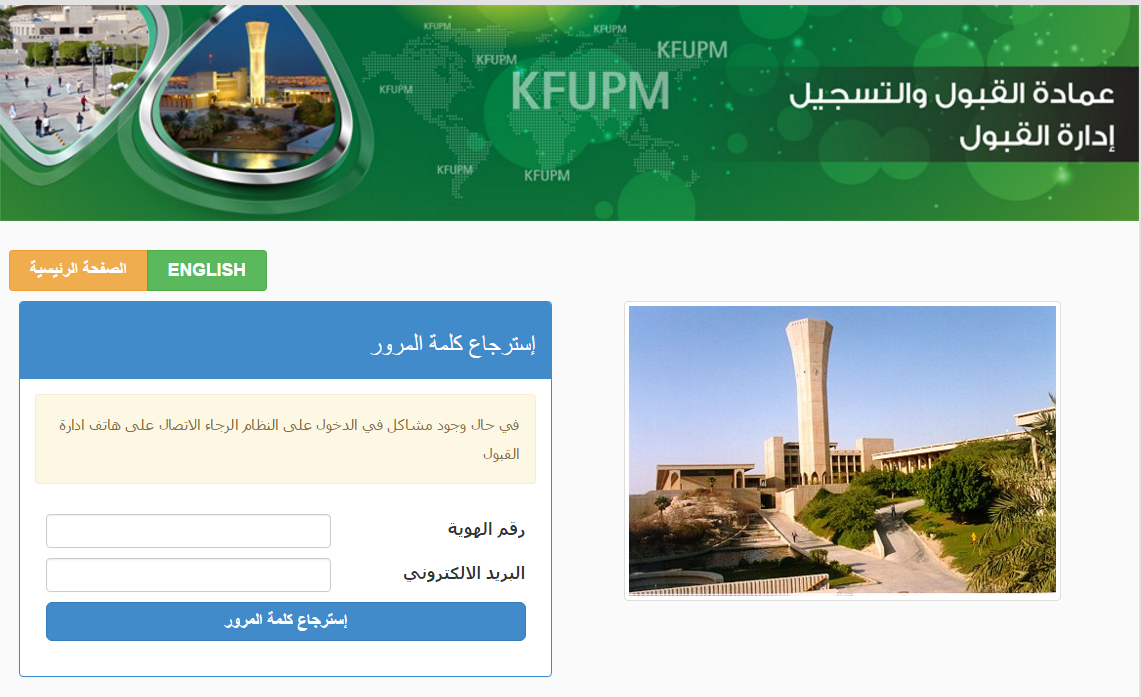 KFUPM
KFUPM
KFUPM
KFUPM
KFUPM
KFUPM
KFUPM
KFUPM
عمادة القبول والتسجيل
إدارة القبول
الصفحة الرئيسية
ENGLISH
إسترجاع كلمة المرور
في حال وجود مشاكل في الدخول على النظام الرجاء الاتصال على هاتف ادارة
القبول
رقم الهوية
البريد الالكتروني
إسترجاع كلمة المرور